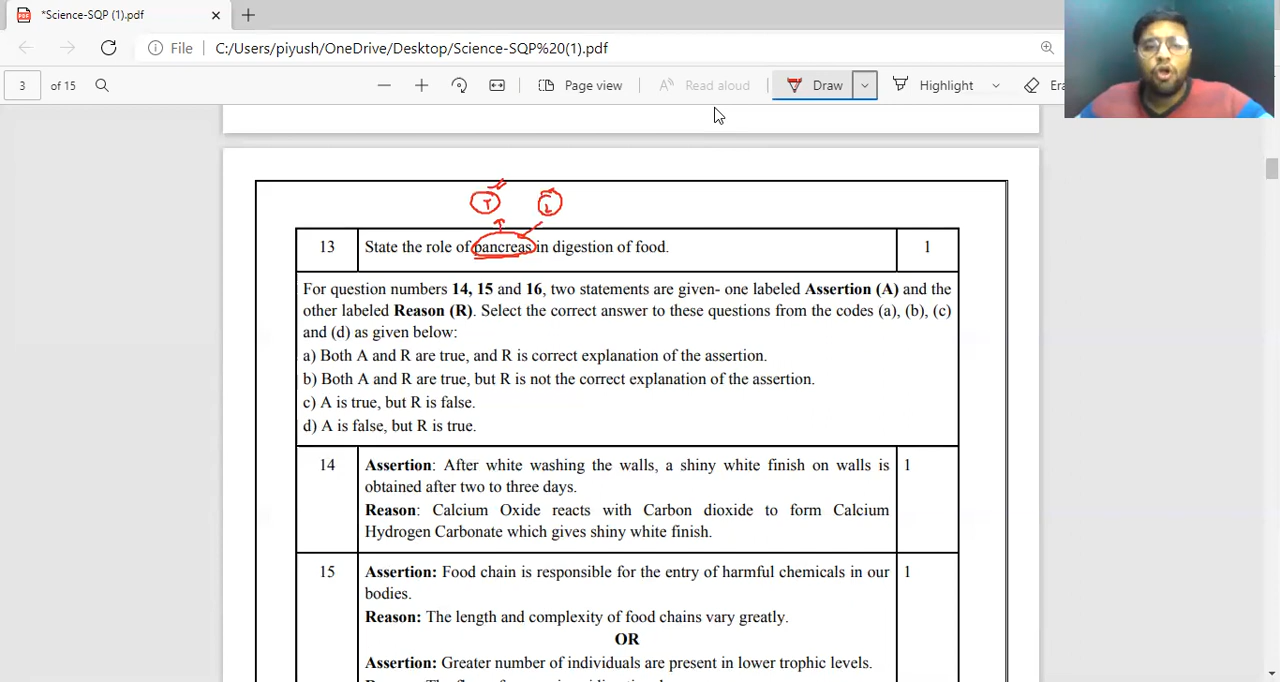 *Science-SQP (1).pdf
File C:/Users/piyush/OneDrive/Desktop/Science-SQP%20(1).pdf
3 of 15 Page view Read aloud Draw Highlight Era
T L
13 State the role of pancreas in digestion of food. 1
For question numbers 14, 15 and 16, two statements are given- one labeled Assertion (A) and the
other labeled Reason (R). Select the correct answer to these questions from the codes (a), (b), (c)
and (d) as given below:
a) Both A and R are true, and R is correct explanation of the assertion.
b) Both A and R are true, but R is not the correct explanation of the assertion.
c) A is true, but R is false.
d) A is false, but R is true.
14 Assertion: After white washing the walls, a shiny white finish on walls is 1
obtained after two to three days.
Reason: Calcium Oxide reacts with Carbon dioxide to form Calcium
Hydrogen Carbonate which gives shiny white finish.
15 Assertion: Food chain is responsible for the entry of harmful chemicals in our 1
bodies.
Reason: The length and complexity of food chains vary greatly.
OR
Assertion: Greater number of individuals are present in lower trophic levels.